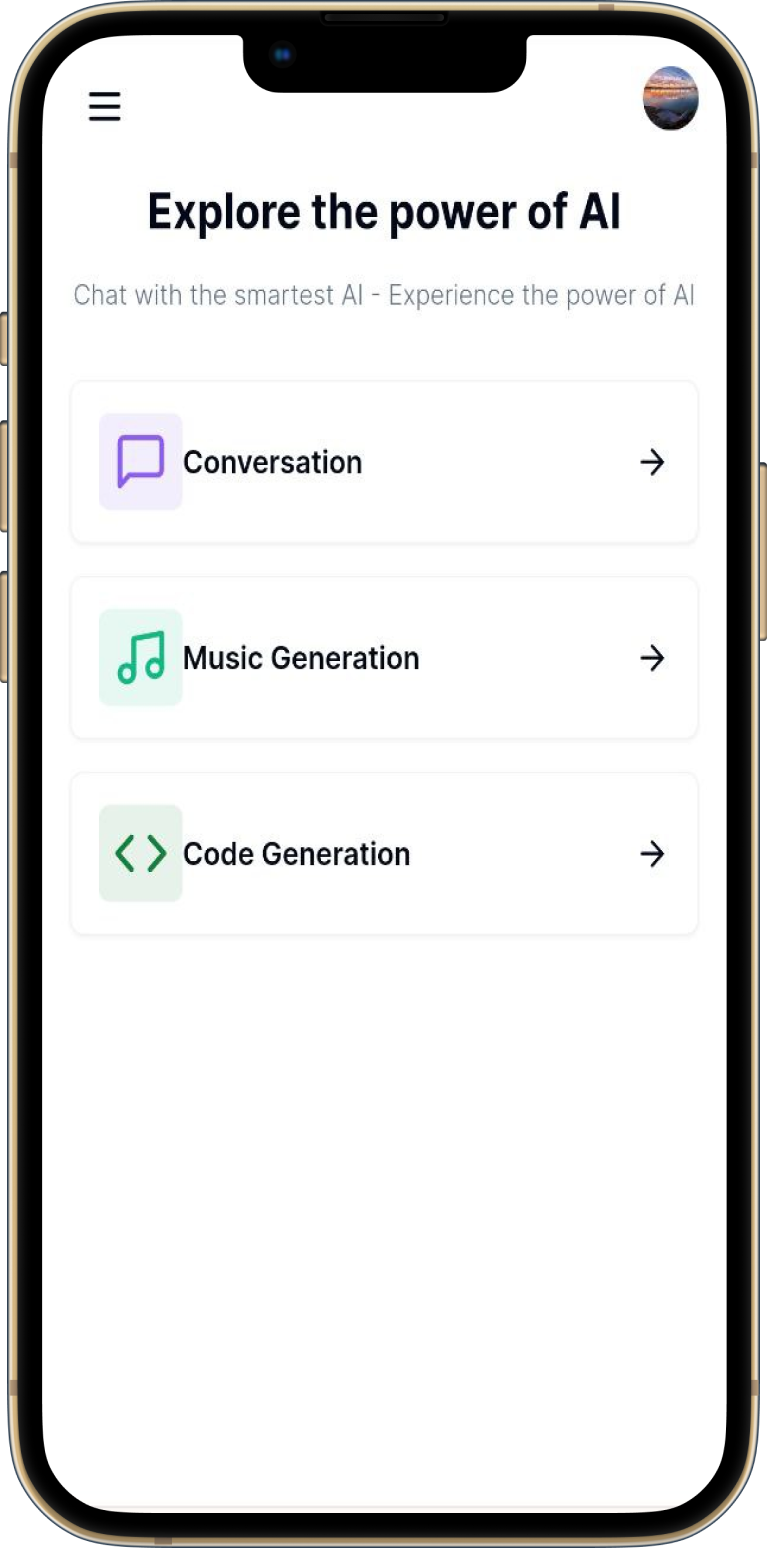 Explore the power of AI
Chat with the smartest AI - Experience the power of AI
Conversation
Music Generation
Code Generation